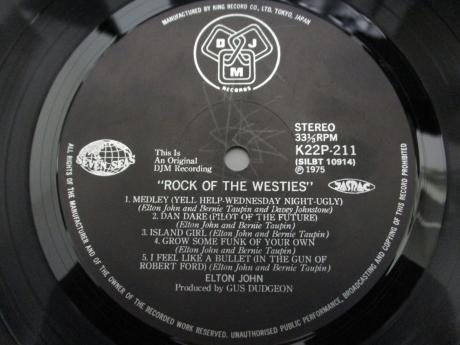 MANUFACTURED BY KING RECORD CO., LTD. TOKYO, JAPAN
DJM
RECORDS
STEREO
33⅓RPM
K22P-211
(SILBT 10914)
Ⓟ 1975
This Is
An Original
DJM Recording
SEVEN SEAS
JASRAC
"ROCK OF THE WESTIES"
1. MEDLEY (YELL HELP-WEDNESDAY NIGHT-UGLY)
(Elton John and Bernie Taupin and Davey Johnstone)
2. DAN DARE (PILOT OF THE FUTURE)
(Elton John and Bernie Taupin)
3. ISLAND GIRL (Elton John and Bernie Taupin)
4. GROW SOME FUNK OF YOUR OWN
(Elton John and Bernie Taupin)
5. I FEEL LIKE A BULLET (IN THE GUN OF
ROBERT FORD) (Elton John and Bernie Taupin)
ELTON JOHN
Produced by GUS DUDGEON
ALL RIGHTS OF THE MANUFACTURER AND OF THE OWNER OF THE RECORDED WORK RESERVED. UNAUTHORISED PUBLIC PERFORMANCE, BROADCASTING AND COPYING OF THIS RECORD PROHIBITED